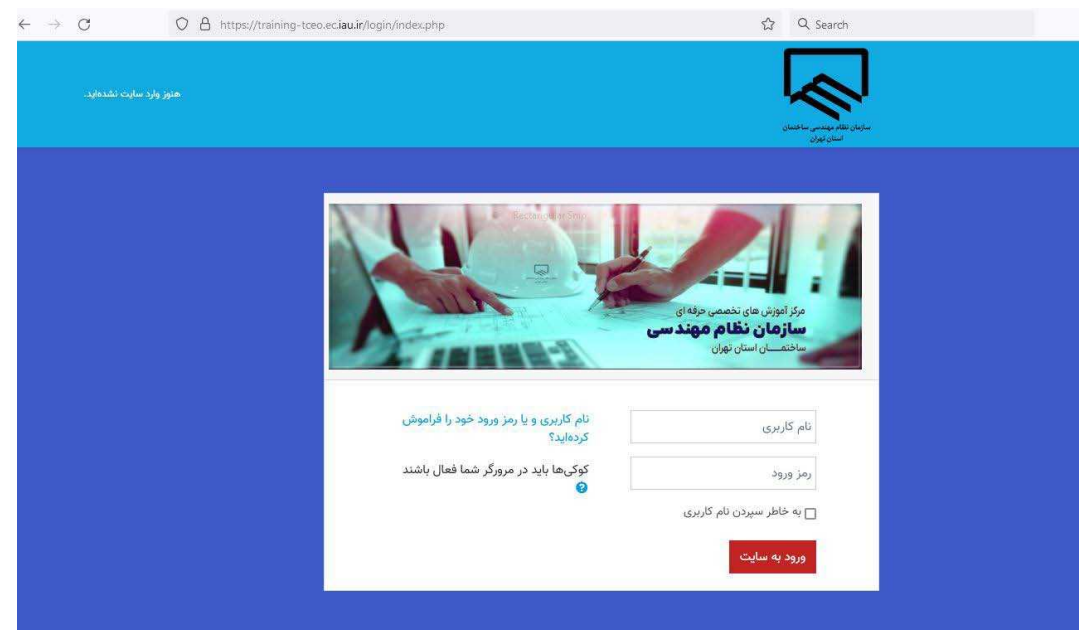 https://training-tceo.ec.iau.ir/login/index.php
Search
هنوز وارد سایت نشده‌اید.
سازمان نظام مهندسی ساختمان
استان تهران
Rectangular Snip
مرکز آموزش های تخصصی حرفه ای
سازمان نظام مهندسی
ساختمــــان استان تهران
نام کاربری
رمز ورود
به خاطر سپردن نام کاربری
ورود به سایت
نام کاربری و یا رمز ورود خود را فراموش
کرده‌اید؟
کوکی‌ها باید در مرورگر شما فعال باشند